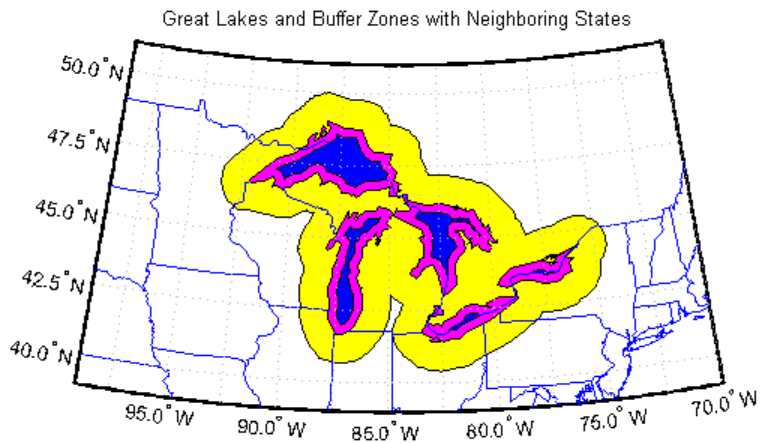 Great Lakes and Buffer Zones with Neighboring States
50.0° N
47.5° N
45.0° N
42.5° N
40.0° N
95.0° W
90.0° W
85.0° W
80.0° W
75.0° W
70.0° W